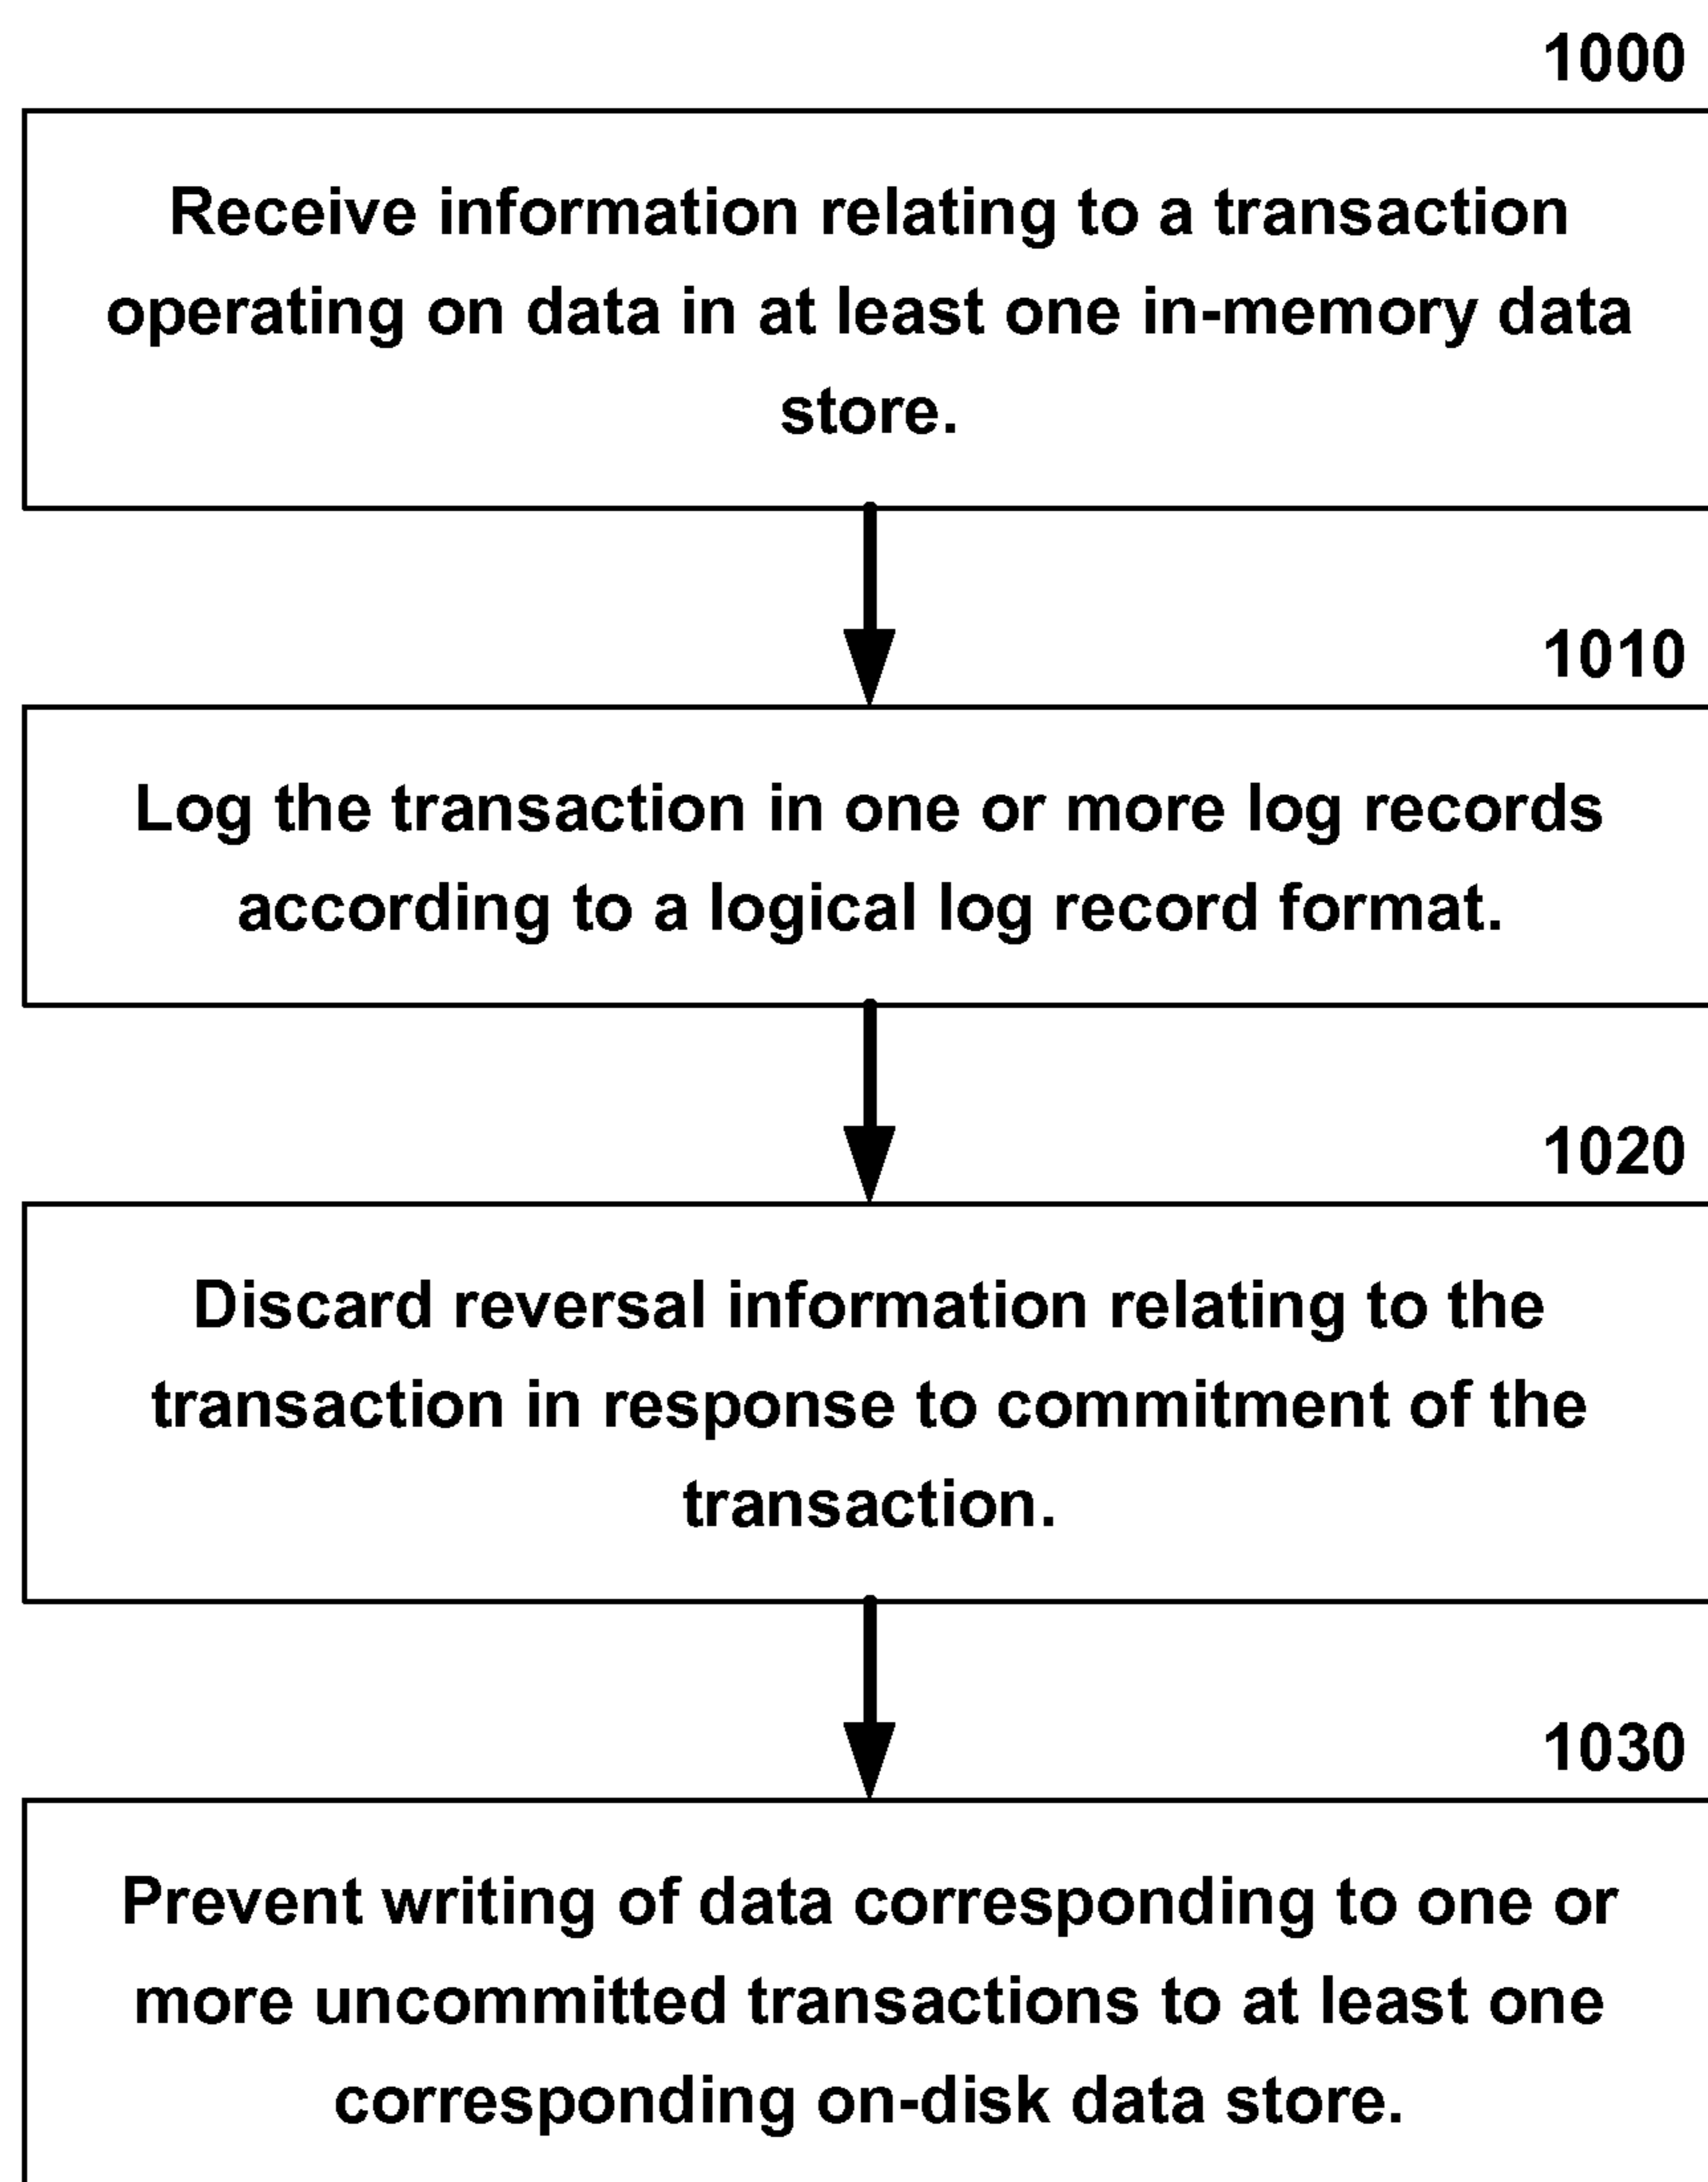 1000
Receive information relating to a transaction
operating on data in at least one in-memory data
store.
1010
Log the transaction in one or more log records
according to a logical log record format.
1020
Discard reversal information relating to the
transaction in response to commitment of the
transaction.
1030
Prevent writing of data corresponding to one or
more uncommitted transactions to at least one
corresponding on-disk data store.